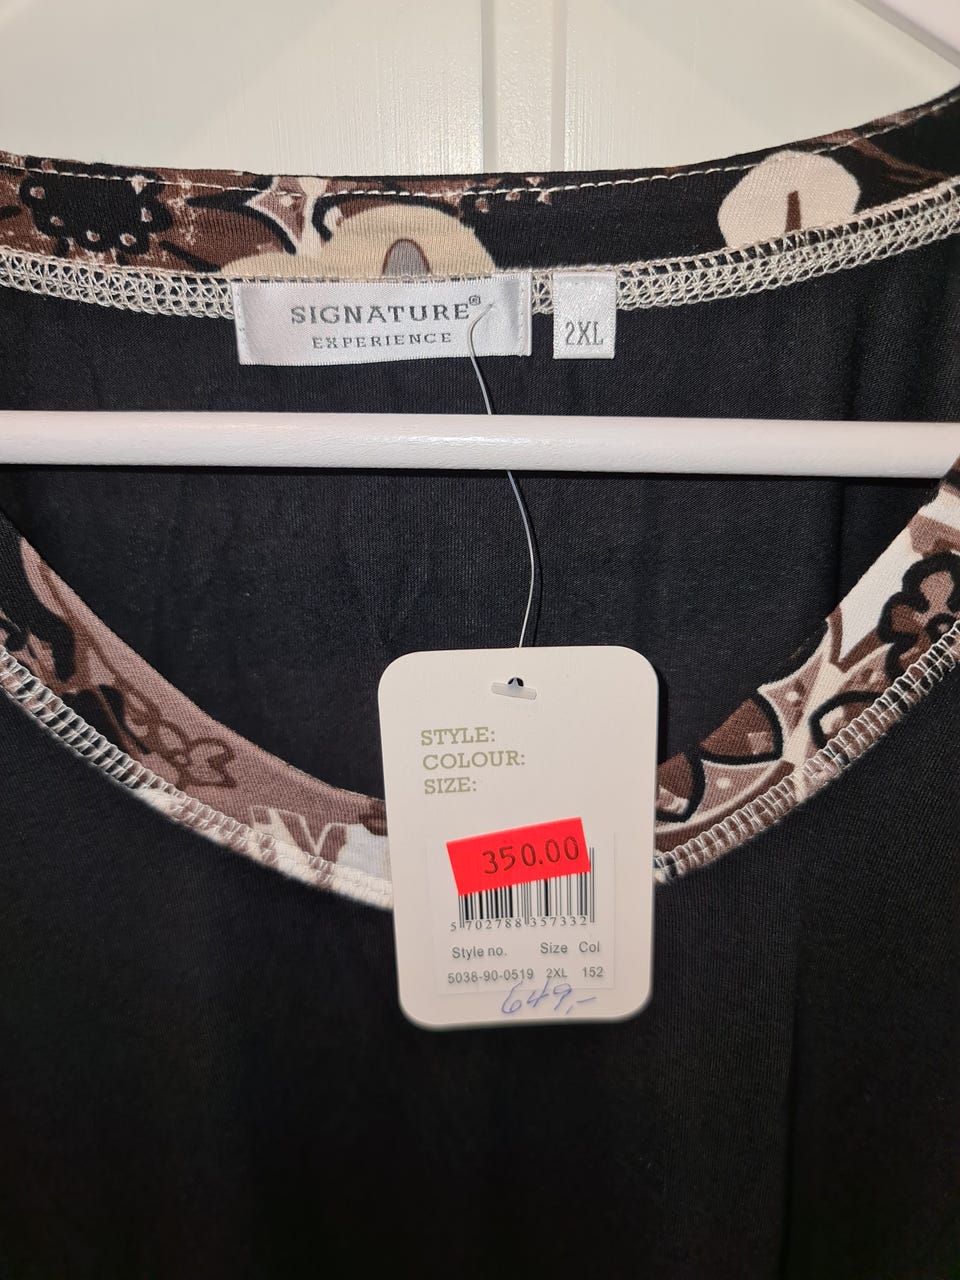 SIGNATURE®
EXPERIENCE
2XL
STYLE:
COLOUR:
SIZE:
350.00
5 702788 357332
Style no. Size Col
5038-90-0519 2XL 152
649,-